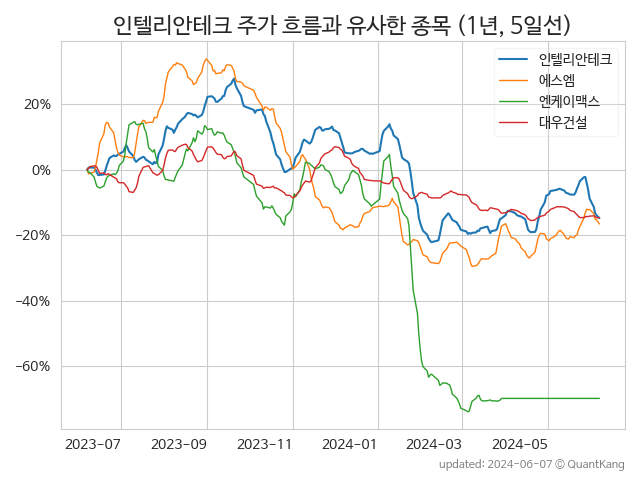 인텔리안테크 주가 흐름과 유사한 종목 (1년, 5일선)
인텔리안테크
에스엠
엔케이맥스
대우건설
20%
0%
−20%
−40%
−60%
2023-07 2023-09 2023-11 2024-01 2024-03 2024-05
updated: 2024-06-07 © QuantKang